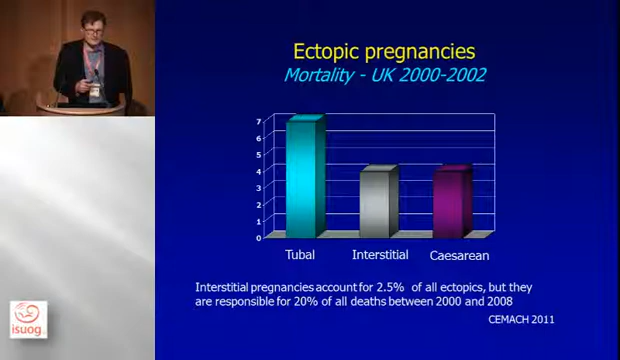 Ectopic pregnancies
Mortality - UK 2000-2002
7
6
5
4
3
2
1
0
Tubal Interstitial Caesarean
Interstitial pregnancies account for 2.5% of all ectopics, but they
are responsible for 20% of all deaths between 2000 and 2008
CEMACH 2011
isuog